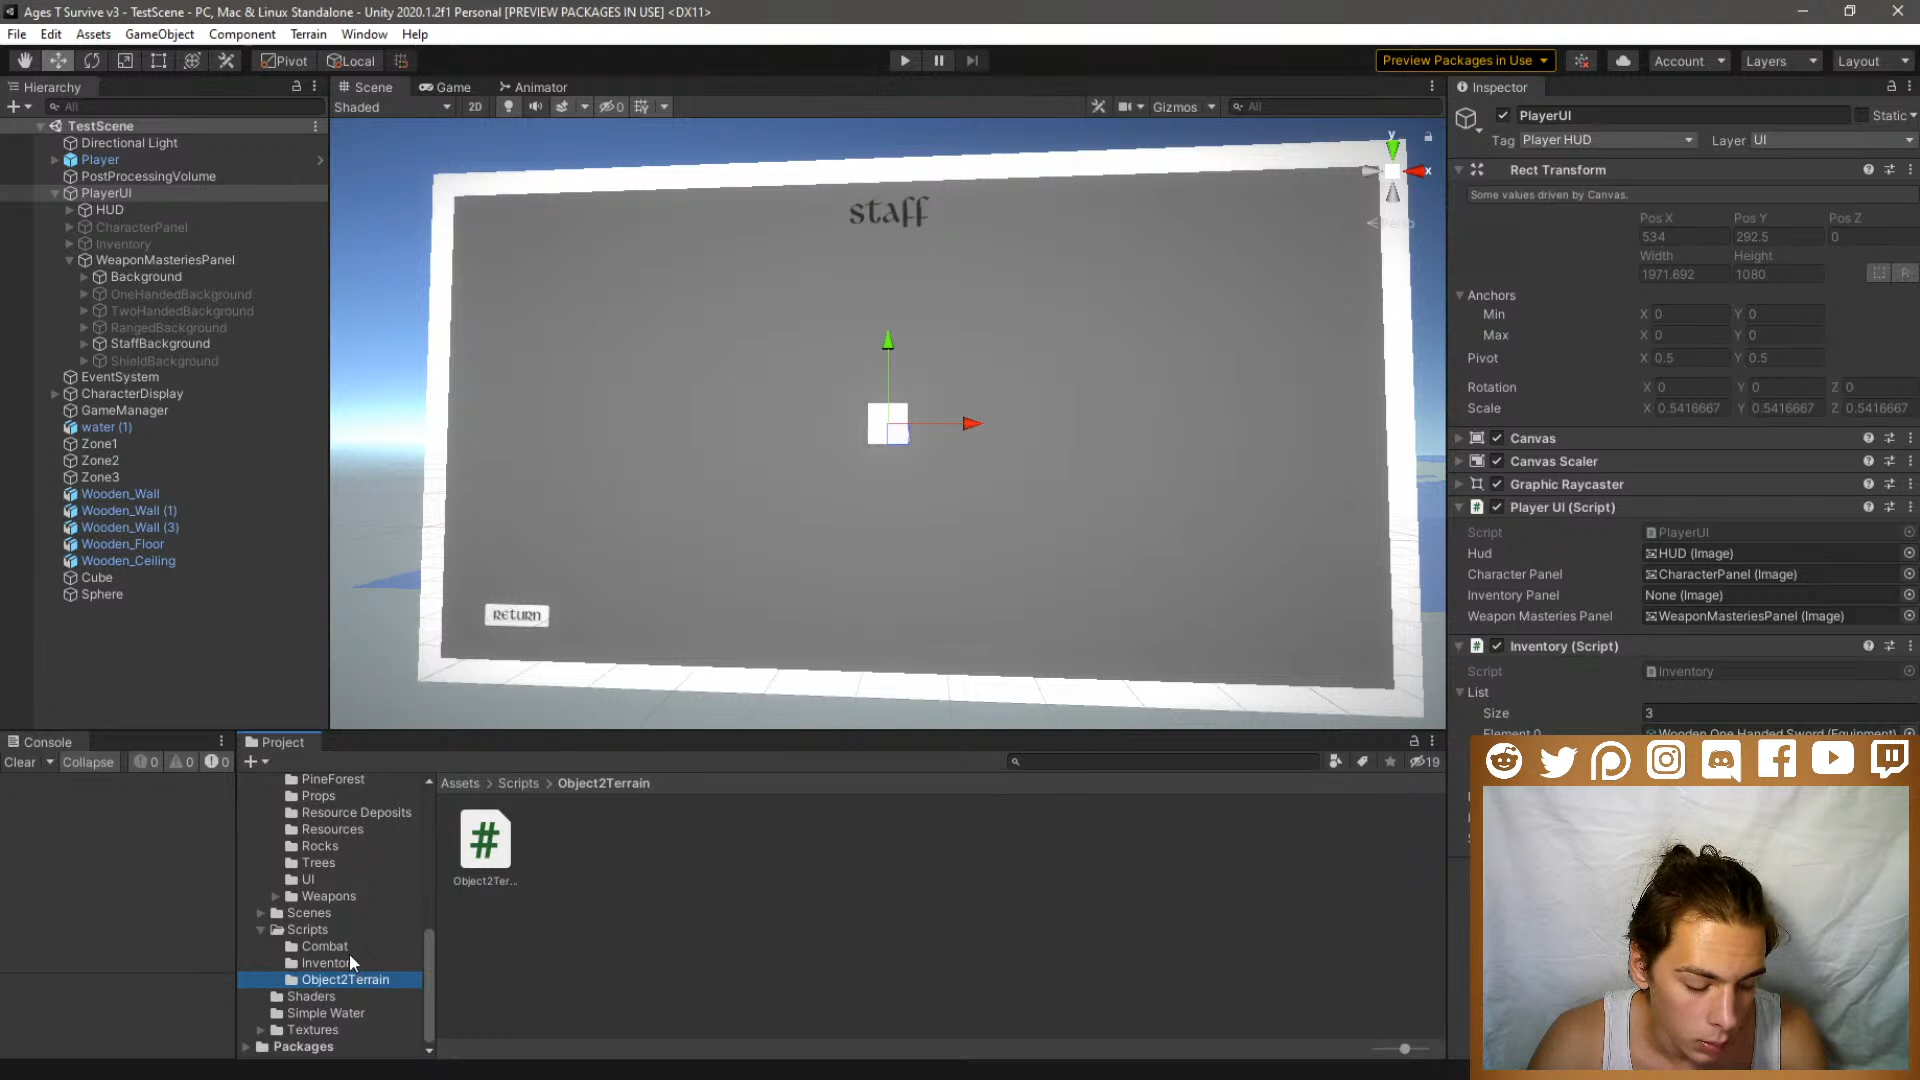 Ages T Survive v3 - TestScene - PC, Mac & Linux Standalone - Unity 2020.1.2f1 Personal [PREVIEW PACKAGES IN USE] <DX11>
File Edit Assets GameObject Component Terrain Window Help
Pivot Local Preview Packages in Use Account Layers Layout
Hierarchy
All
TestScene
Directional Light
Player
PostProcessingVolume
PlayerUI
HUD
CharacterPanel
Inventory
WeaponMasteriesPanel
Background
OneHandedBackground
TwoHandedBackground
RangedBackground
StaffBackground
ShieldBackground
EventSystem
CharacterDisplay
GameManager
water (1)
Zone1
Zone2
Zone3
Wooden_Wall
Wooden_Wall (1)
Wooden_Wall (3)
Wooden_Floor
Wooden_Ceiling
Cube
Sphere
Scene Game Animator
Shaded 2D 0 Gizmos All
y
x
Persp
staff
RETURN
Inspector
PlayerUI Static
Tag Player HUD Layer UI
Rect Transform
Some values driven by Canvas.
Pos X Pos Y Pos Z
534 292.5 0
Width Height
1971.692 1080
R
Anchors
Min X 0 Y 0
Max X 0 Y 0
Pivot X 0.5 Y 0.5
Rotation X 0 Y 0 Z 0
Scale X 0.5416667 Y 0.5416667 Z 0.5416667
Canvas
Canvas Scaler
Graphic Raycaster
Player UI (Script)
Script PlayerUI
Hud HUD (Image)
Character Panel CharacterPanel (Image)
Inventory Panel None (Image)
Weapon Masteries Panel WeaponMasteriesPanel (Image)
Inventory (Script)
Script Inventory
List
Size 3
Element 0 Wooden One Handed Sword (Equipment)
Console
Clear Collapse 0 0 0
Project
19
PineForest
Props
Resource Deposits
Resources
Rocks
Trees
UI
Weapons
Scenes
Scripts
Combat
Inventory
Object2Terrain
Shaders
Simple Water
Textures
Packages
Assets > Scripts > Object2Terrain
#
Object2Ter...